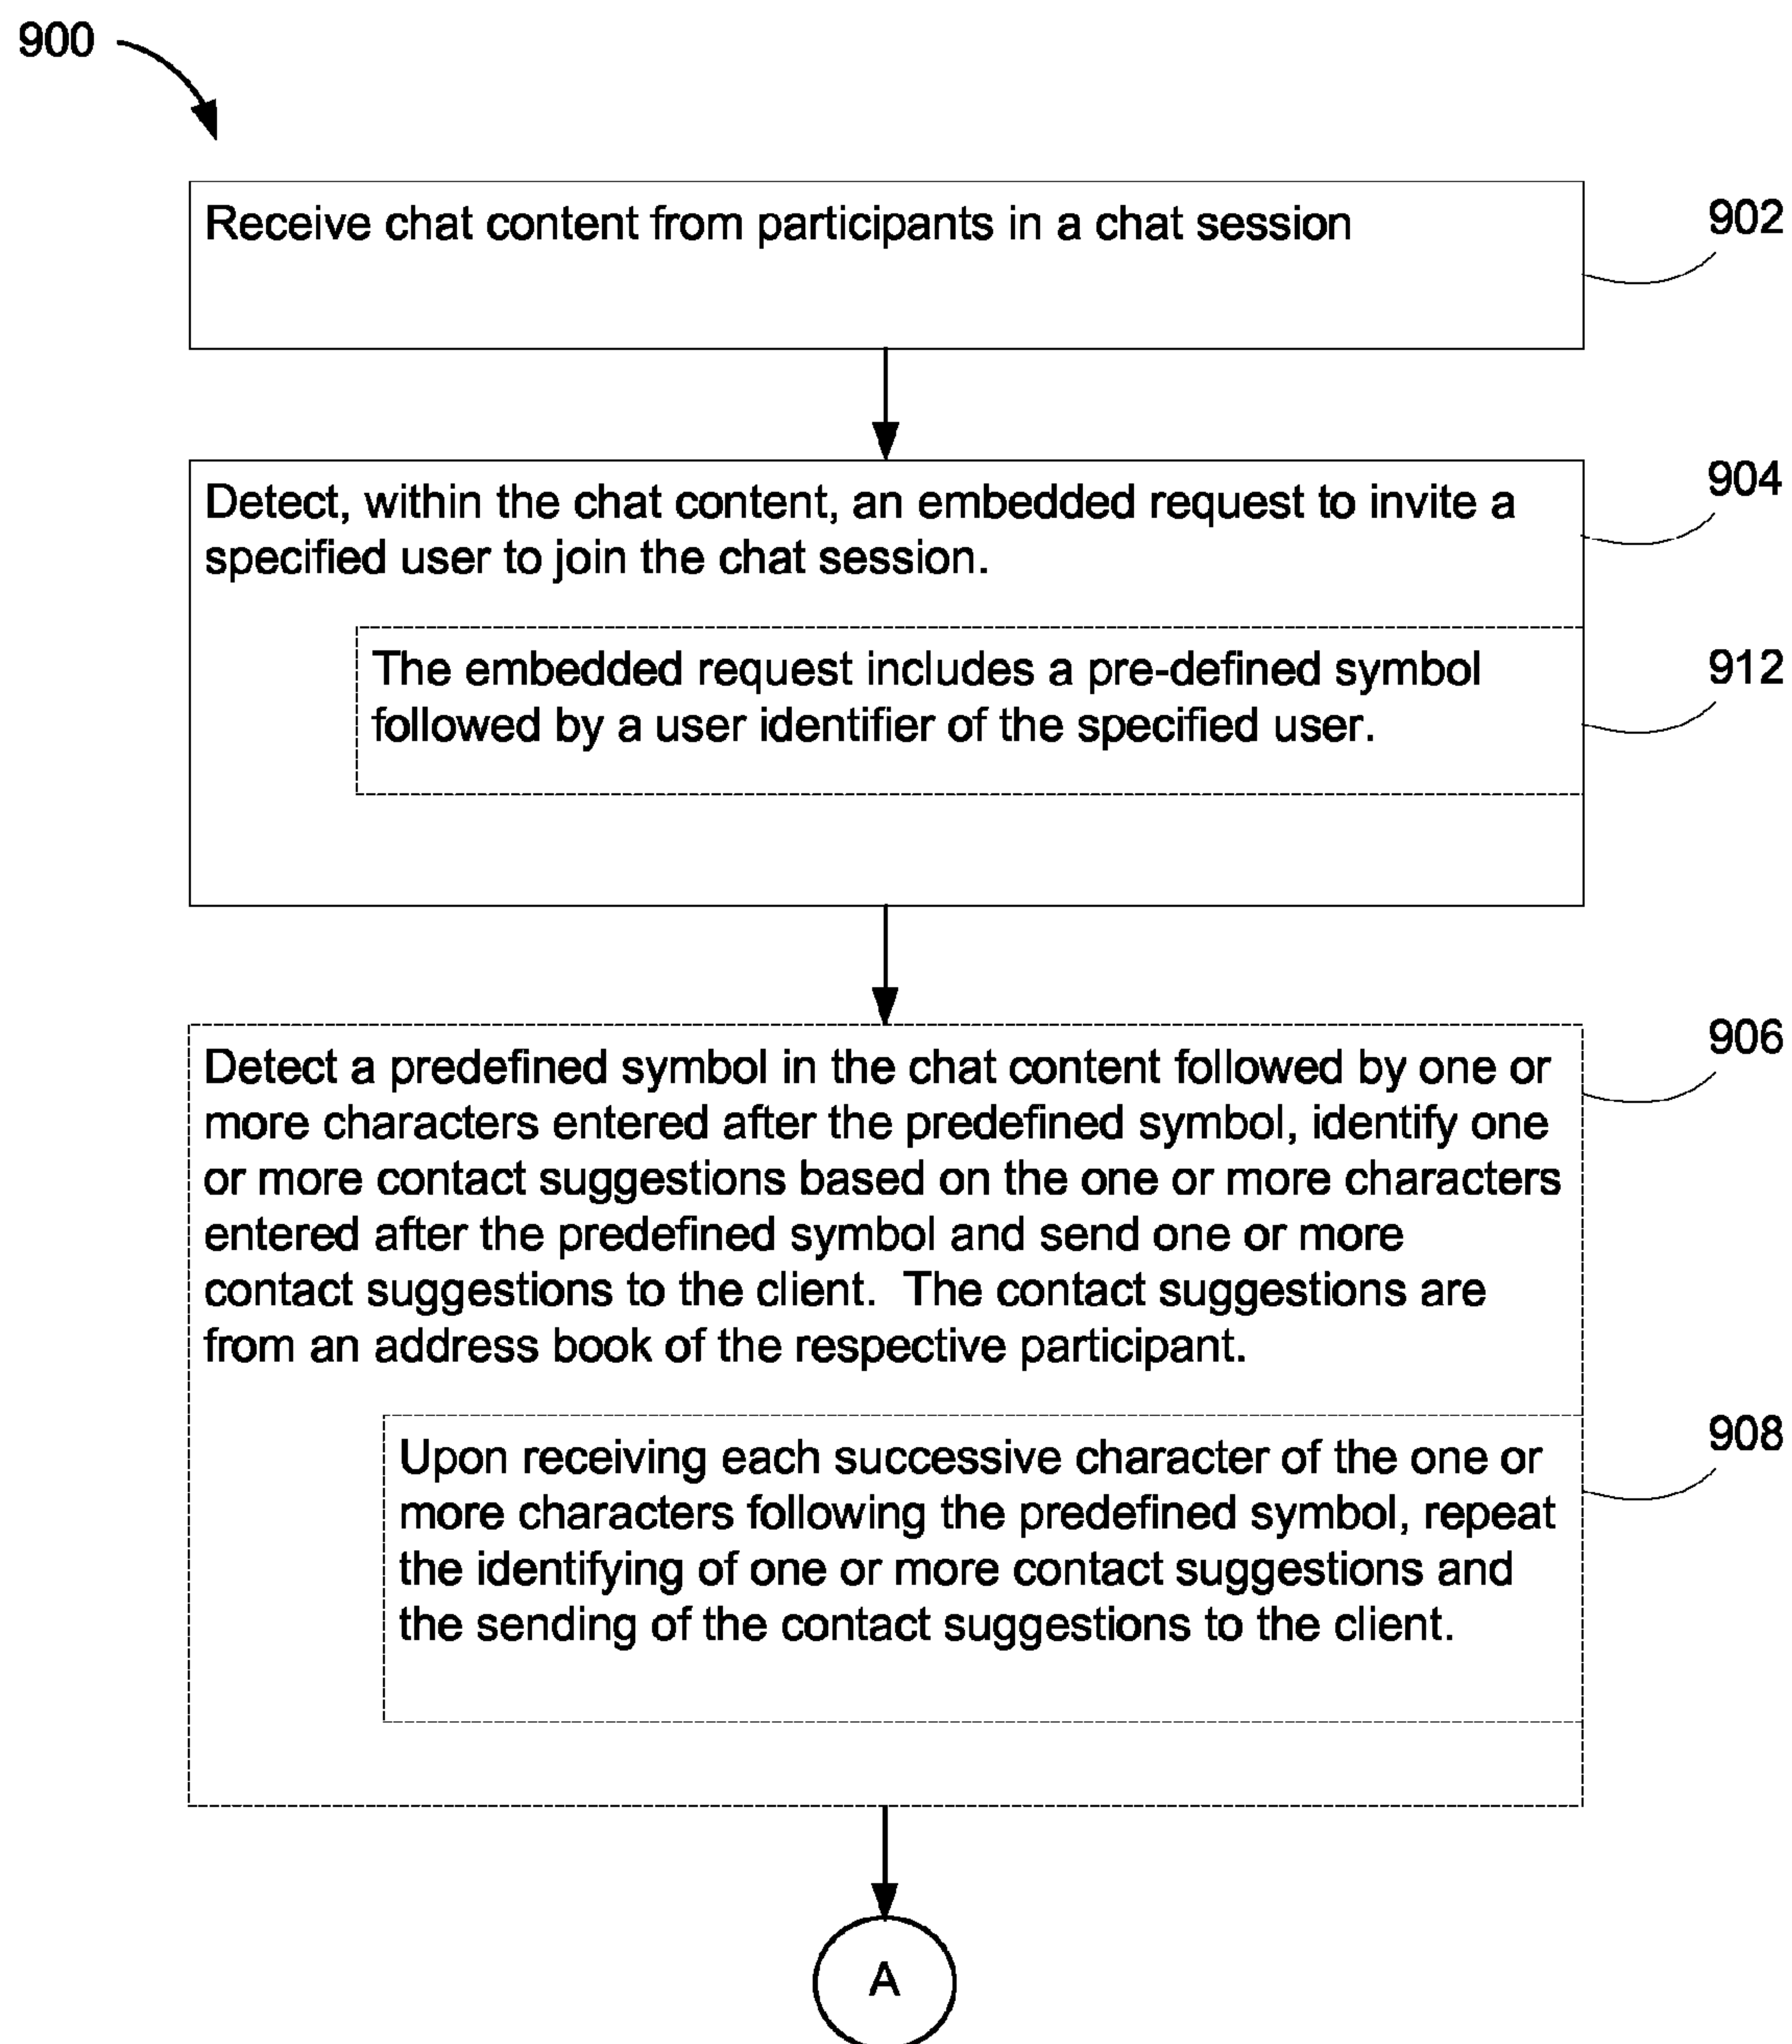 900
Receive chat content from participants in a chat session
902
Detect, within the chat content, an embedded request to invite a
specified user to join the chat session.
904
The embedded request includes a pre-defined symbol
followed by a user identifier of the specified user.
912
Detect a predefined symbol in the chat content followed by one or
more characters entered after the predefined symbol, identify one
or more contact suggestions based on the one or more characters
entered after the predefined symbol and send one or more
contact suggestions to the client.  The contact suggestions are
from an address book of the respective participant.
906
Upon receiving each successive character of the one or
more characters following the predefined symbol, repeat
the identifying of one or more contact suggestions and
the sending of the contact suggestions to the client.
908
A